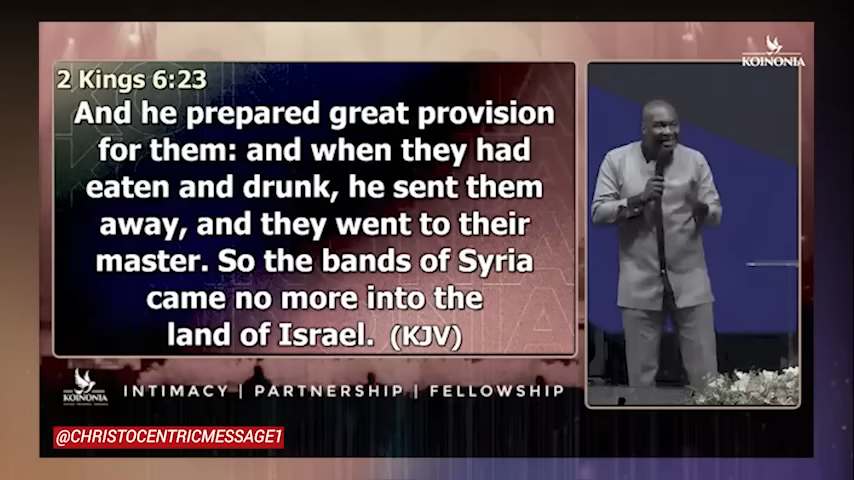 KOINONIA
2 Kings 6:23
And he prepared great provision
for them: and when they had
eaten and drunk, he sent them
away, and they went to their
master. So the bands of Syria
came no more into the
land of Israel. (KJV)
KOINONIA
INTIMACY | PARTNERSHIP | FELLOWSHIP
@CHRISTOCENTRICMESSAGE1